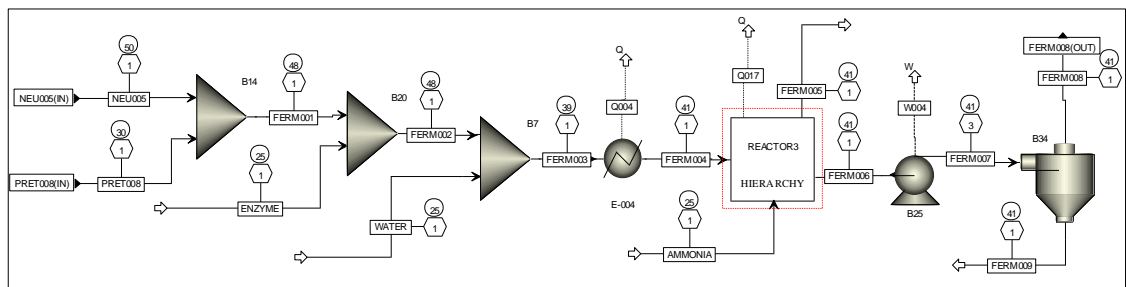 50
1
NEU005(IN)
NEU005
30
1
PRET008(IN)
PRET008
B14
48
1
FERM001
25
1
ENZYME
B20
48
1
FERM002
WATER
25
1
B7
39
1
FERM003
Q
Q004
E-004
41
1
FERM004
Q
Q017
REACTOR3
HIERARCHY
25
1
AMMONIA
FERM005
41
1
41
1
FERM006
W
W004
B25
41
3
FERM007
B34
FERM008(OUT)
FERM008
41
1
41
1
FERM009